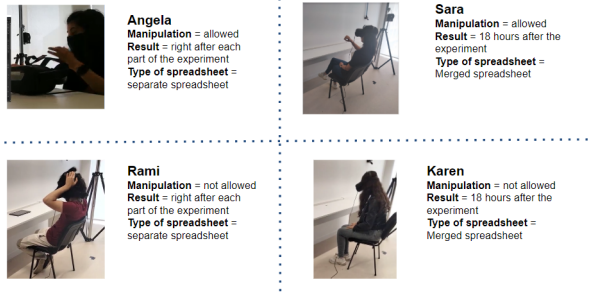 Angela
Manipulation = allowed
Result = right after each
part of the experiment
Type of spreadsheet =
separate spreadsheet
Sara
Manipulation = allowed
Result = 18 hours after the
experiment
Type of spreadsheet =
Merged spreadsheet
Rami
Manipulation = not allowed
Result = right after each
part of the experiment
Type of spreadsheet =
separate spreadsheet
Karen
Manipulation = not allowed
Result = 18 hours after the
experiment
Type of spreadsheet =
Merged spreadsheet